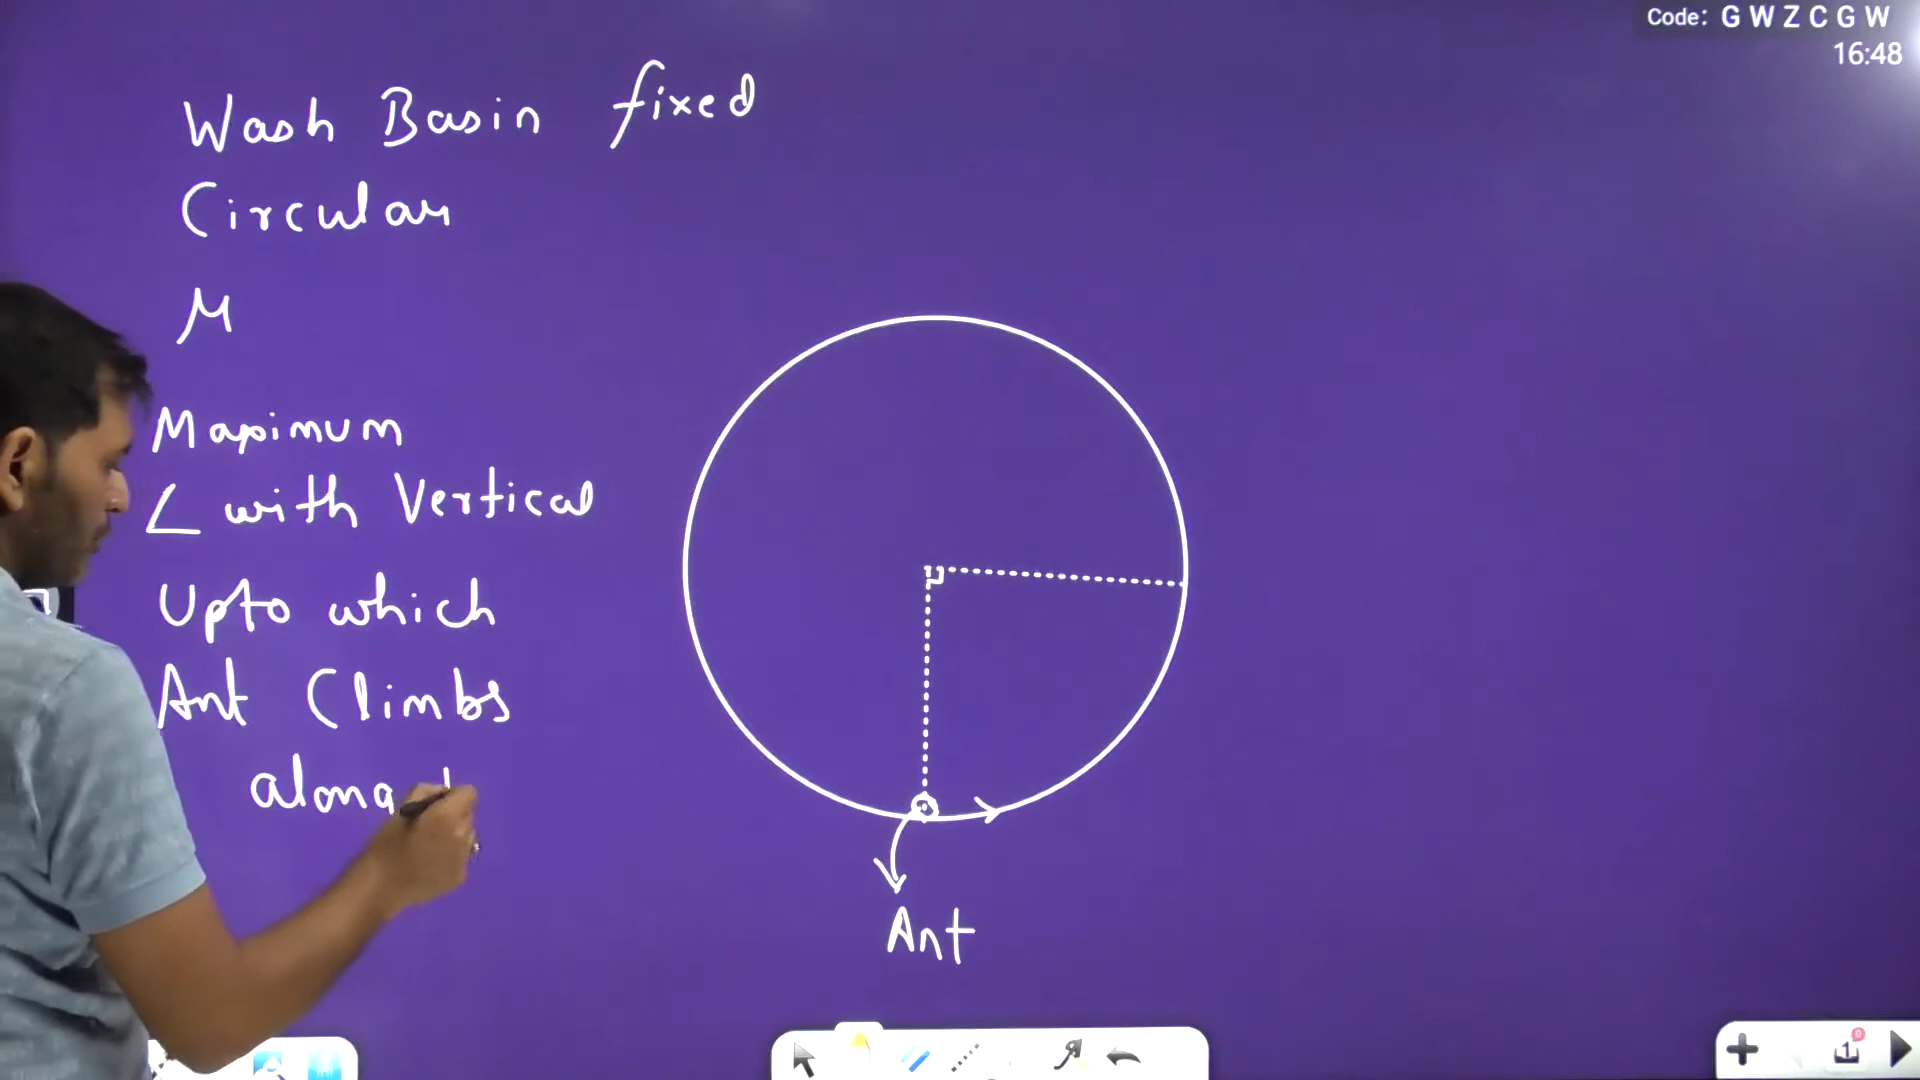 Code: G W Z C G W
16:48
Wash Basin fixed
Circular
μ
Maximum
∠ with Vertical
Upto which
Ant Climbs
along
Ant